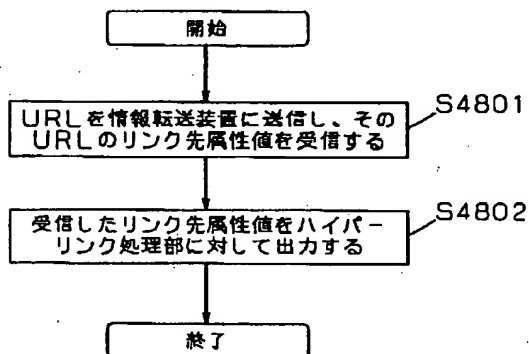 開始
URLを情報転送装置に送信し、その
URLのリンク先属性値を受信する
S4801
受信したリンク先属性値をハイパー
リンク処理部に対して出力する
S4802
終了